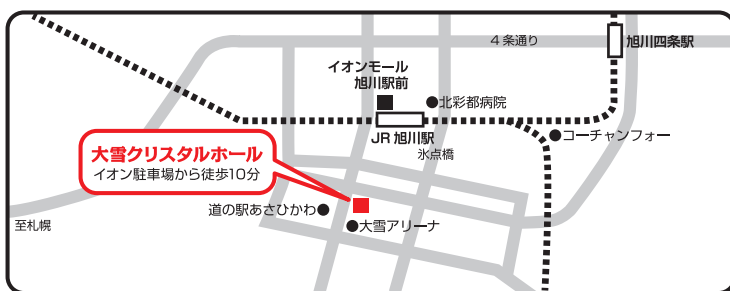 4条通り
旭川四条駅
イオンモール
旭川駅前
北彩都病院
JR 旭川駅
氷点橋
コーチャンフォー
大雪クリスタルホール
イオン駐車場から徒歩10分
道の駅あさひかわ
大雪アリーナ
至札幌